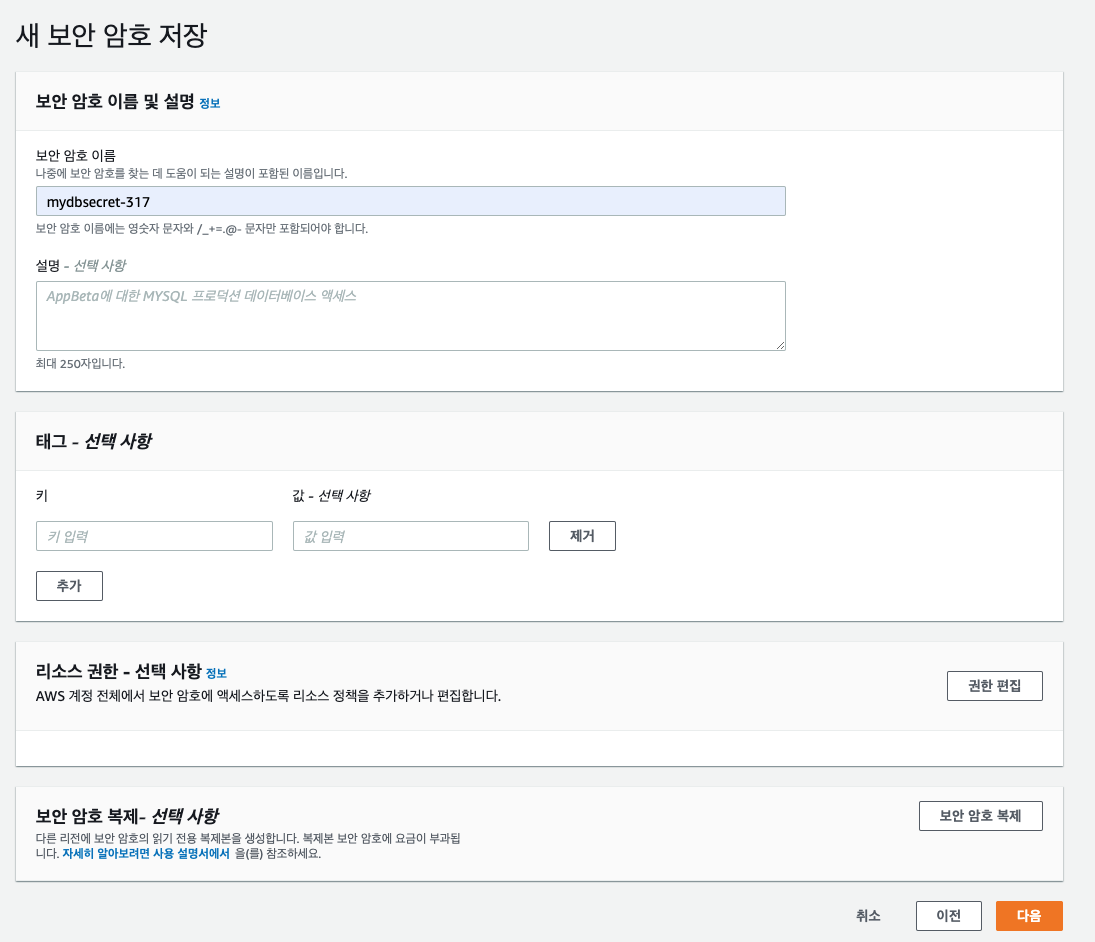 새 보안 암호 저장
보안 암호 이름 및 설명 정보
보안 암호 이름
나중에 보안 암호를 찾는 데 도움이 되는 설명이 포함된 이름입니다.
mydbsecret-317
보안 암호 이름에는 영숫자 문자와 /_+=.@- 문자만 포함되어야 합니다.
설명 - 선택 사항
AppBeta에 대한 MYSQL 프로덕션 데이터베이스 액세스
최대 250자입니다.
태그 - 선택 사항
키 값 - 선택 사항
키 입력 값 입력 제거
추가
리소스 권한 - 선택 사항 정보
AWS 계정 전체에서 보안 암호에 액세스하도록 리소스 정책을 추가하거나 편집합니다.
권한 편집
보안 암호 복제- 선택 사항
다른 리전에 보안 암호의 읽기 전용 복제본을 생성합니다. 복제본 보안 암호에 요금이 부과됩
니다. 자세히 알아보려면 사용 설명서에서 을(를) 참조하세요.
보안 암호 복제
취소 이전 다음